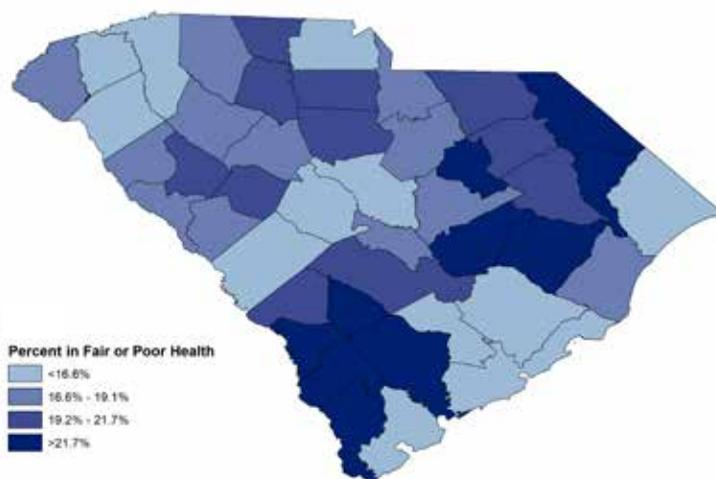 Percent in Fair or Poor Health
<16.6%
16.6% - 19.1%
19.2% - 21.7%
>21.7%